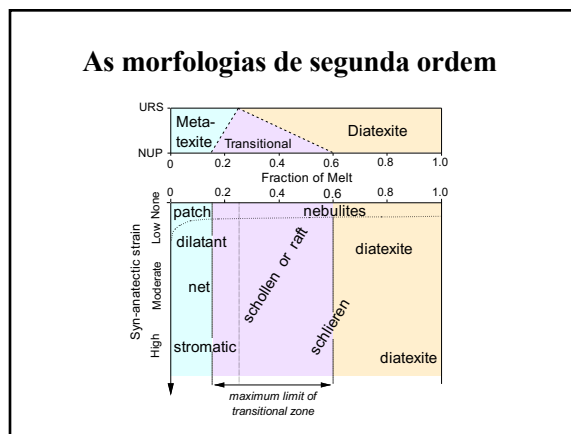 As morfologias de segunda ordem
URS
Meta-
texite
Diatexite
Transitional
NUP
0 0.2 0.4 0.6 0.8 1.0
Fraction of Melt
0 0.2 0.4 0.6 0.8 1.0
Syn-anatectic strain
None
Low
Moderate
High
patch
nebulites
dilatant
net
stromatic
schollen or raft
schlieren
diatexite
diatexite
maximum limit of
transitional zone